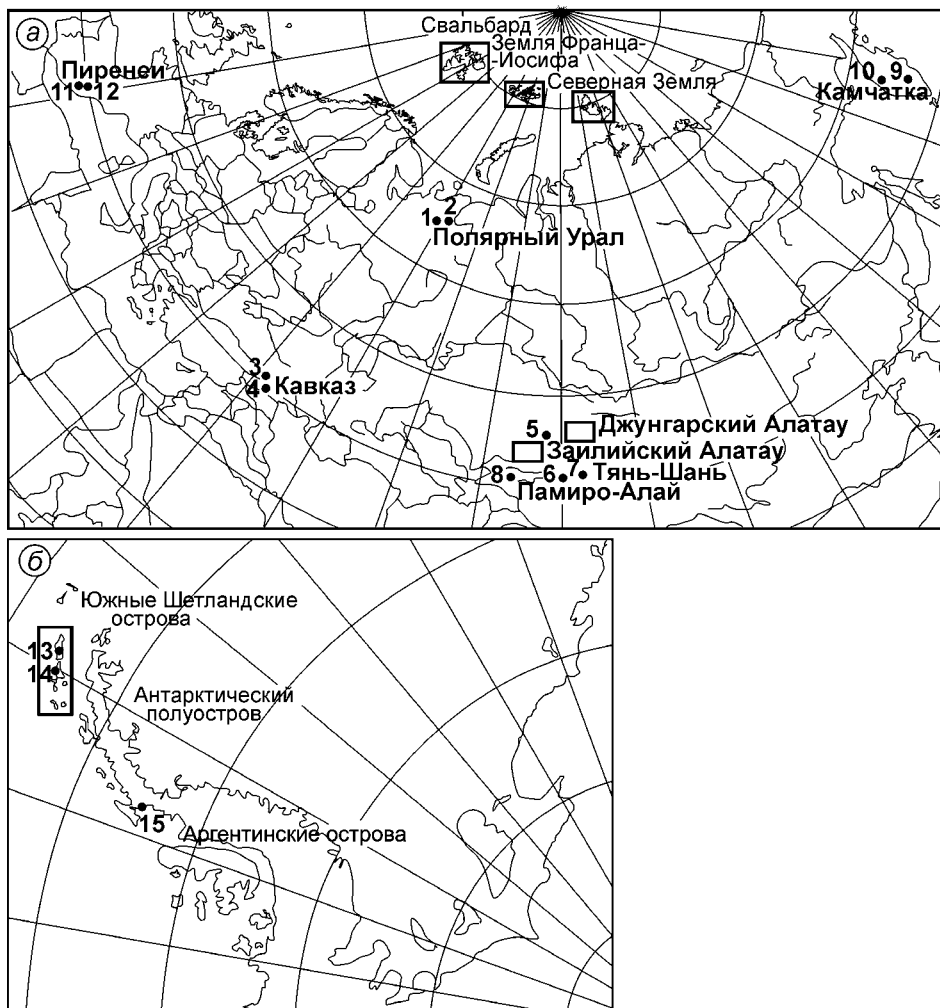 а
Свальбард
Земля Франца-
-Иосифа
Северная Земля
Пиренеи
11 12
10 9
Камчатка
1 2
Полярный Урал
3
4 Кавказ
5
Джунгарский Алатау
Заилийский Алатау
8 6 7 Тянь-Шань
Памиро-Алай
б
Южные Шетландские
острова
13
14
Антарктический
полуостров
15
Аргентинские острова